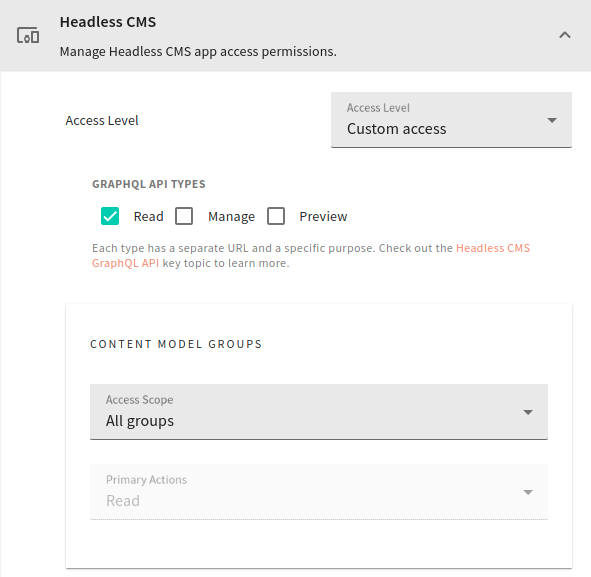 Headless CMS
Manage Headless CMS app access permissions.
Access Level
Access Level
Custom access
GRAPHQL API TYPES
Read Manage Preview
Each type has a separate URL and a specific purpose. Check out the Headless CMS
GraphQL API key topic to learn more.
CONTENT MODEL GROUPS
Access Scope
All groups
Primary Actions
Read